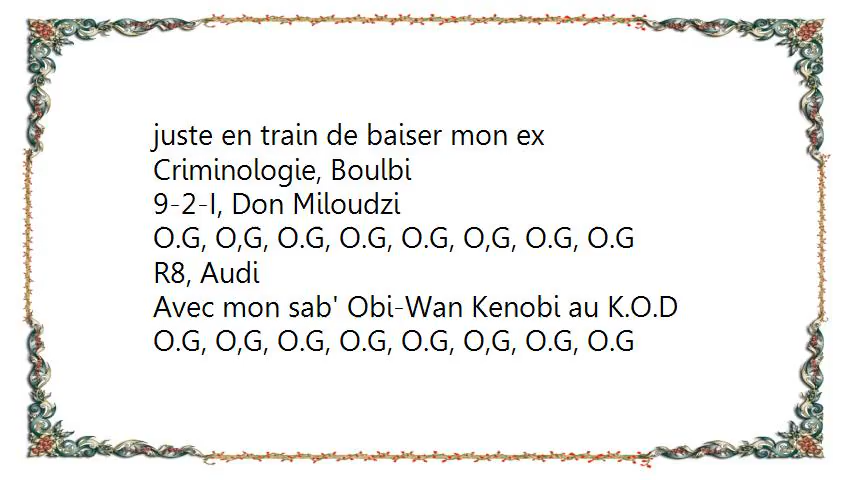 juste en train de baiser mon ex
Criminologie, Boulbi
9-2-I, Don Miloudzi
O.G, O,G, O.G, O.G, O.G, O,G, O.G, O.G
R8, Audi
Avec mon sab' Obi-Wan Kenobi au K.O.D
O.G, O,G, O.G, O.G, O.G, O,G, O.G, O.G